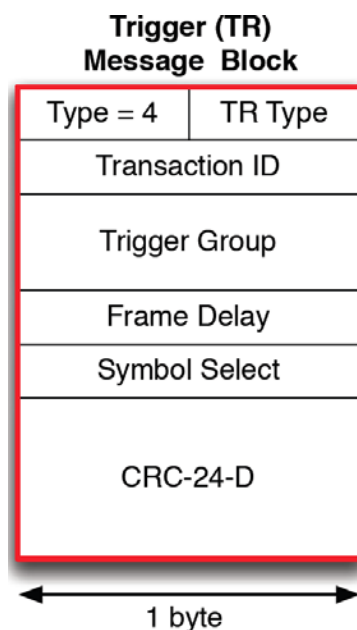 Trigger (TR)
Message Block
Type = 4 TR Type
Transaction ID
Trigger Group
Frame Delay
Symbol Select
CRC-24-D
1 byte